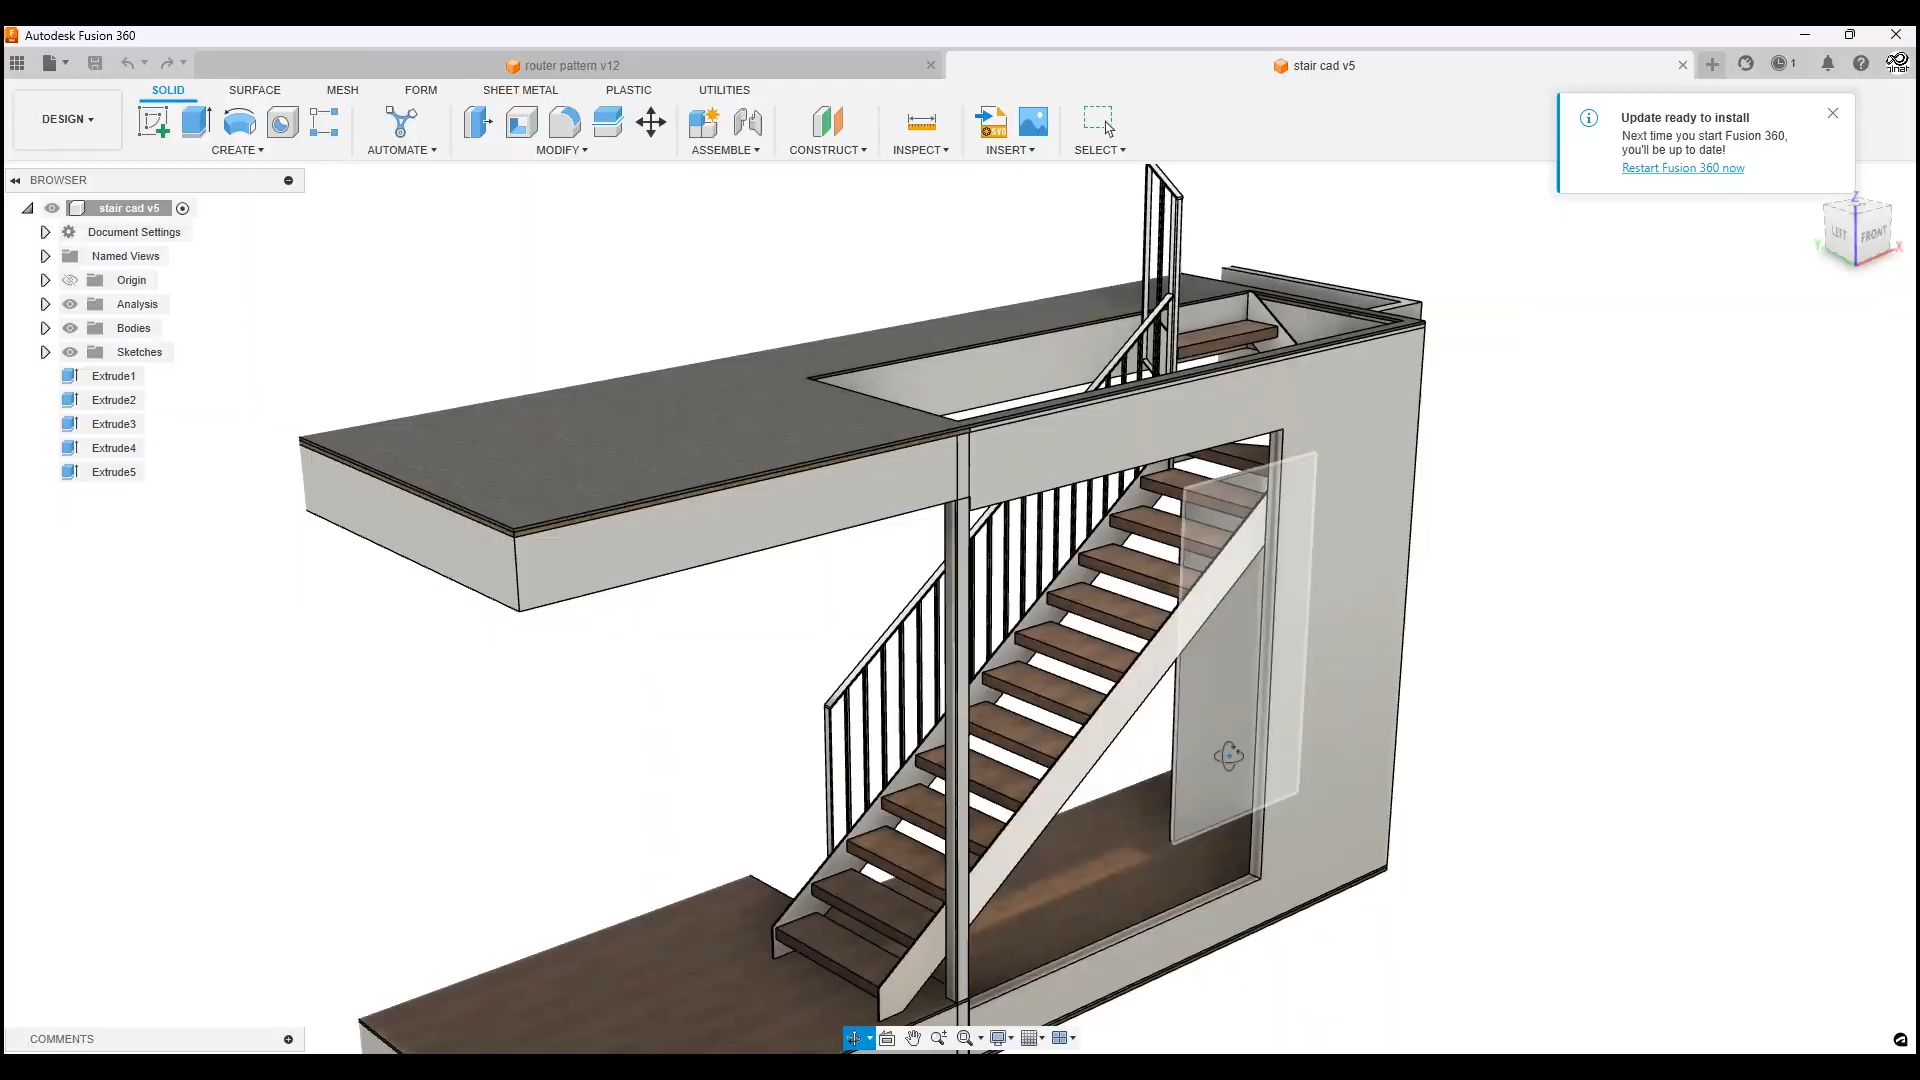 Autodesk Fusion 360
router pattern v12
stair cad v5
1
DESIGN
SOLID
SURFACE
MESH
FORM
SHEET METAL
PLASTIC
UTILITIES
CREATE
AUTOMATE
MODIFY
ASSEMBLE
CONSTRUCT
INSPECT
INSERT
SELECT
Update ready to install
Next time you start Fusion 360,
you'll be up to date!
Restart Fusion 360 now
BROWSER
stair cad v5
Document Settings
Named Views
Origin
Analysis
Bodies
Sketches
Extrude1
Extrude2
Extrude3
Extrude4
Extrude5
Z
LEFT
FRONT
Y
X
COMMENTS